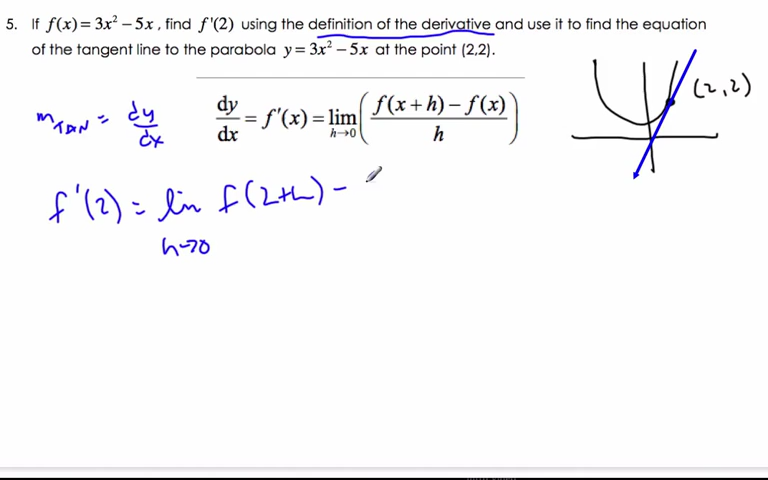 5. If f(x) = 3x² − 5x, find f'(2) using the definition of the derivative and use it to find the equation
of the tangent line to the parabola y = 3x² − 5x at the point (2,2).
m_TAN = dy/dx
dy/dx = f'(x) = lim_{h→0} ( (f(x+h) − f(x)) / h )
(2,2)
f'(2) = lim_{h→0} f(2+h) −